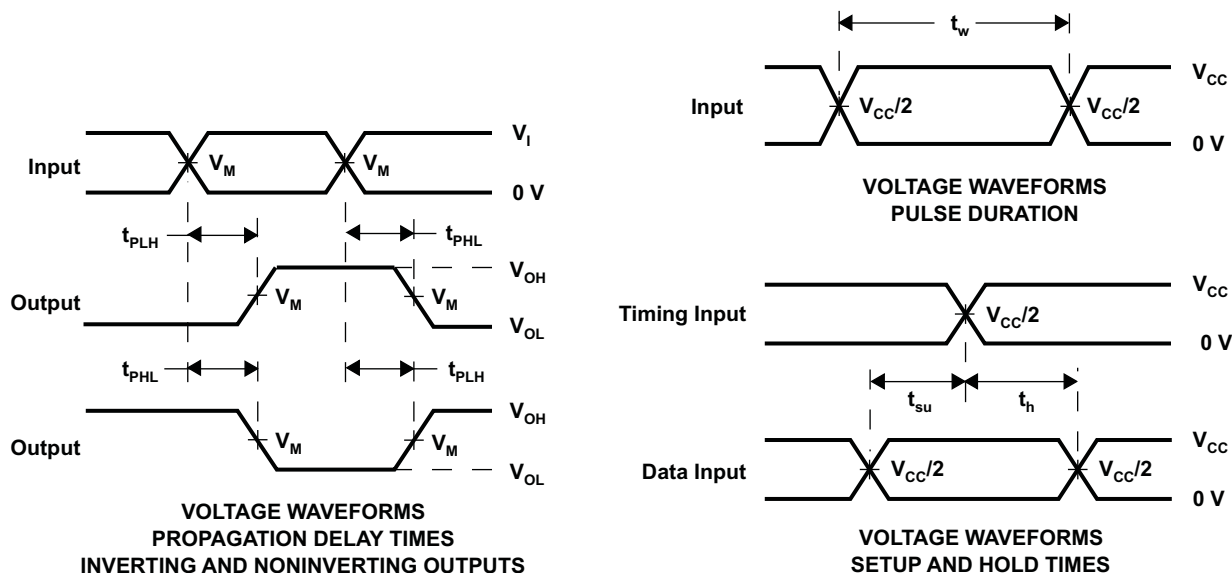 Input
V_M
V_M
V_I
0 V
t_PLH
t_PHL
Output
V_M
V_M
V_OH
V_OL
t_PHL
t_PLH
Output
V_M
V_M
V_OH
V_OL
VOLTAGE WAVEFORMS
PROPAGATION DELAY TIMES
INVERTING AND NONINVERTING OUTPUTS
t_w
Input
V_CC/2
V_CC/2
V_CC
0 V
VOLTAGE WAVEFORMS
PULSE DURATION
Timing Input
V_CC/2
V_CC
0 V
t_su
t_h
Data Input
V_CC/2
V_CC/2
V_CC
0 V
VOLTAGE WAVEFORMS
SETUP AND HOLD TIMES